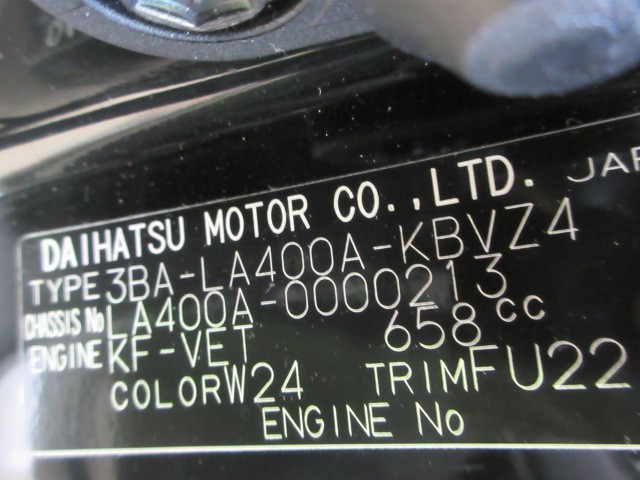 DAIHATSU MOTOR CO.,LTD. JAP
TYPE 3BA-LA400A-KBVZ4
CHASSIS No LA400A-0000213
ENGINE KF-VET 658 CC
COLOR W24 TRIM FU22
ENGINE No